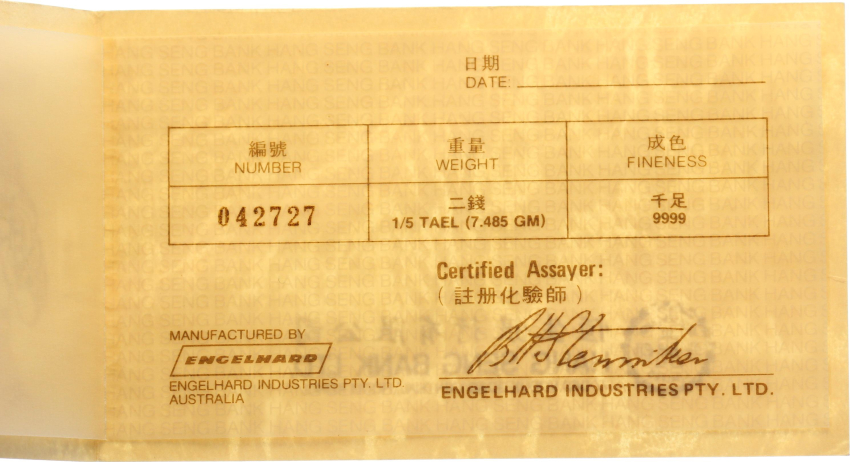 日期
DATE:
編號
NUMBER
重量
WEIGHT
成色
FINENESS
042727
二錢
1/5 TAEL (7.485 GM)
千足
9999
Certified Assayer:
(註册化驗師)
MANUFACTURED BY
ENGELHARD
ENGELHARD INDUSTRIES PTY. LTD.
AUSTRALIA
ENGELHARD INDUSTRIES PTY. LTD.